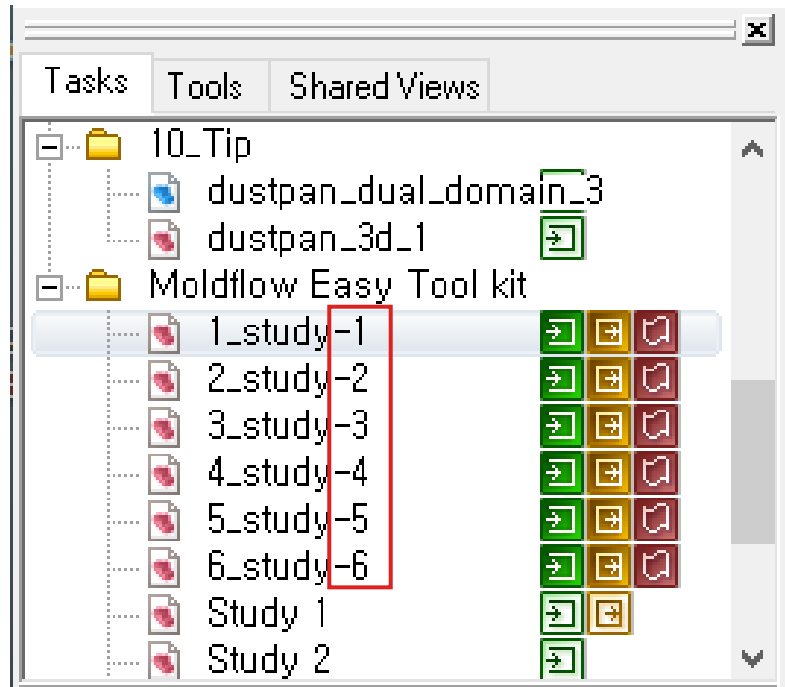 Tasks Tools Shared Views
10_Tip
dustpan_dual_domain_3
dustpan_3d_1
Moldflow Easy Tool kit
1_study-1
2_study-2
3_study-3
4_study-4
5_study-5
6_study-6
Study 1
Study 2